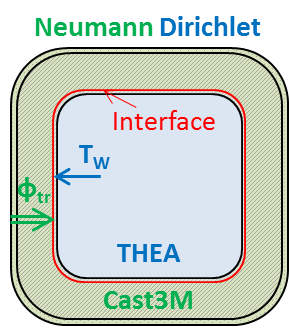 Neumann Dirichlet
Interface
T_W
ϕ_tr
THEA
Cast3M